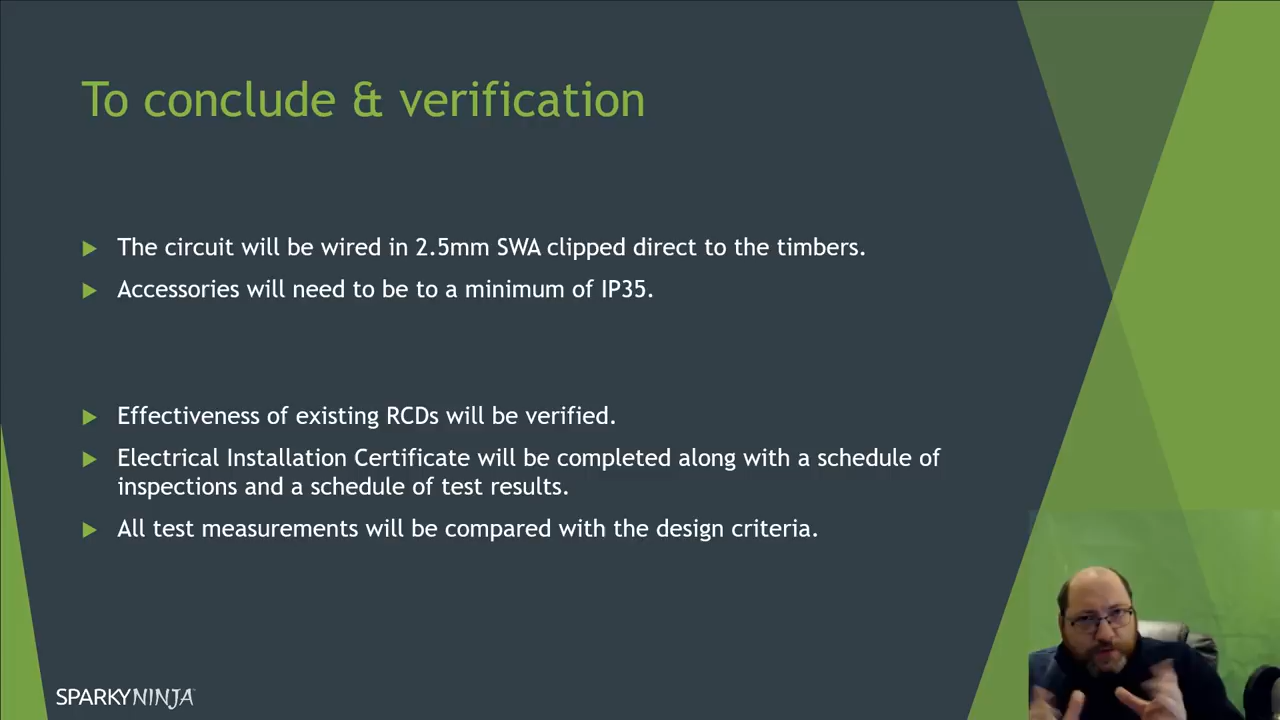 To conclude & verification
The circuit will be wired in 2.5mm SWA clipped direct to the timbers.
Accessories will need to be to a minimum of IP35.
Effectiveness of existing RCDs will be verified.
Electrical Installation Certificate will be completed along with a schedule of
inspections and a schedule of test results.
All test measurements will be compared with the design criteria.
SPARKYNINJA